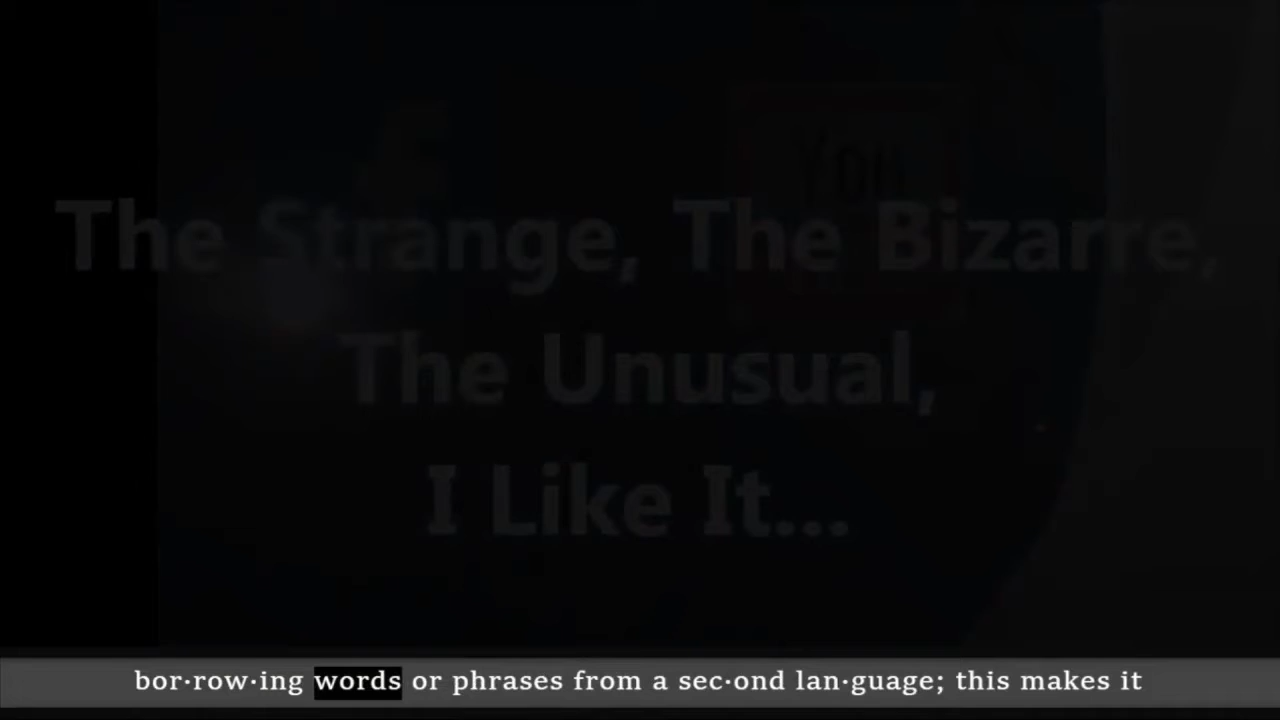 The Strange, The Bizarre,
The Unusual,
I Like It...
bor·row·ing words or phrases from a sec·ond lan·guage; this makes it